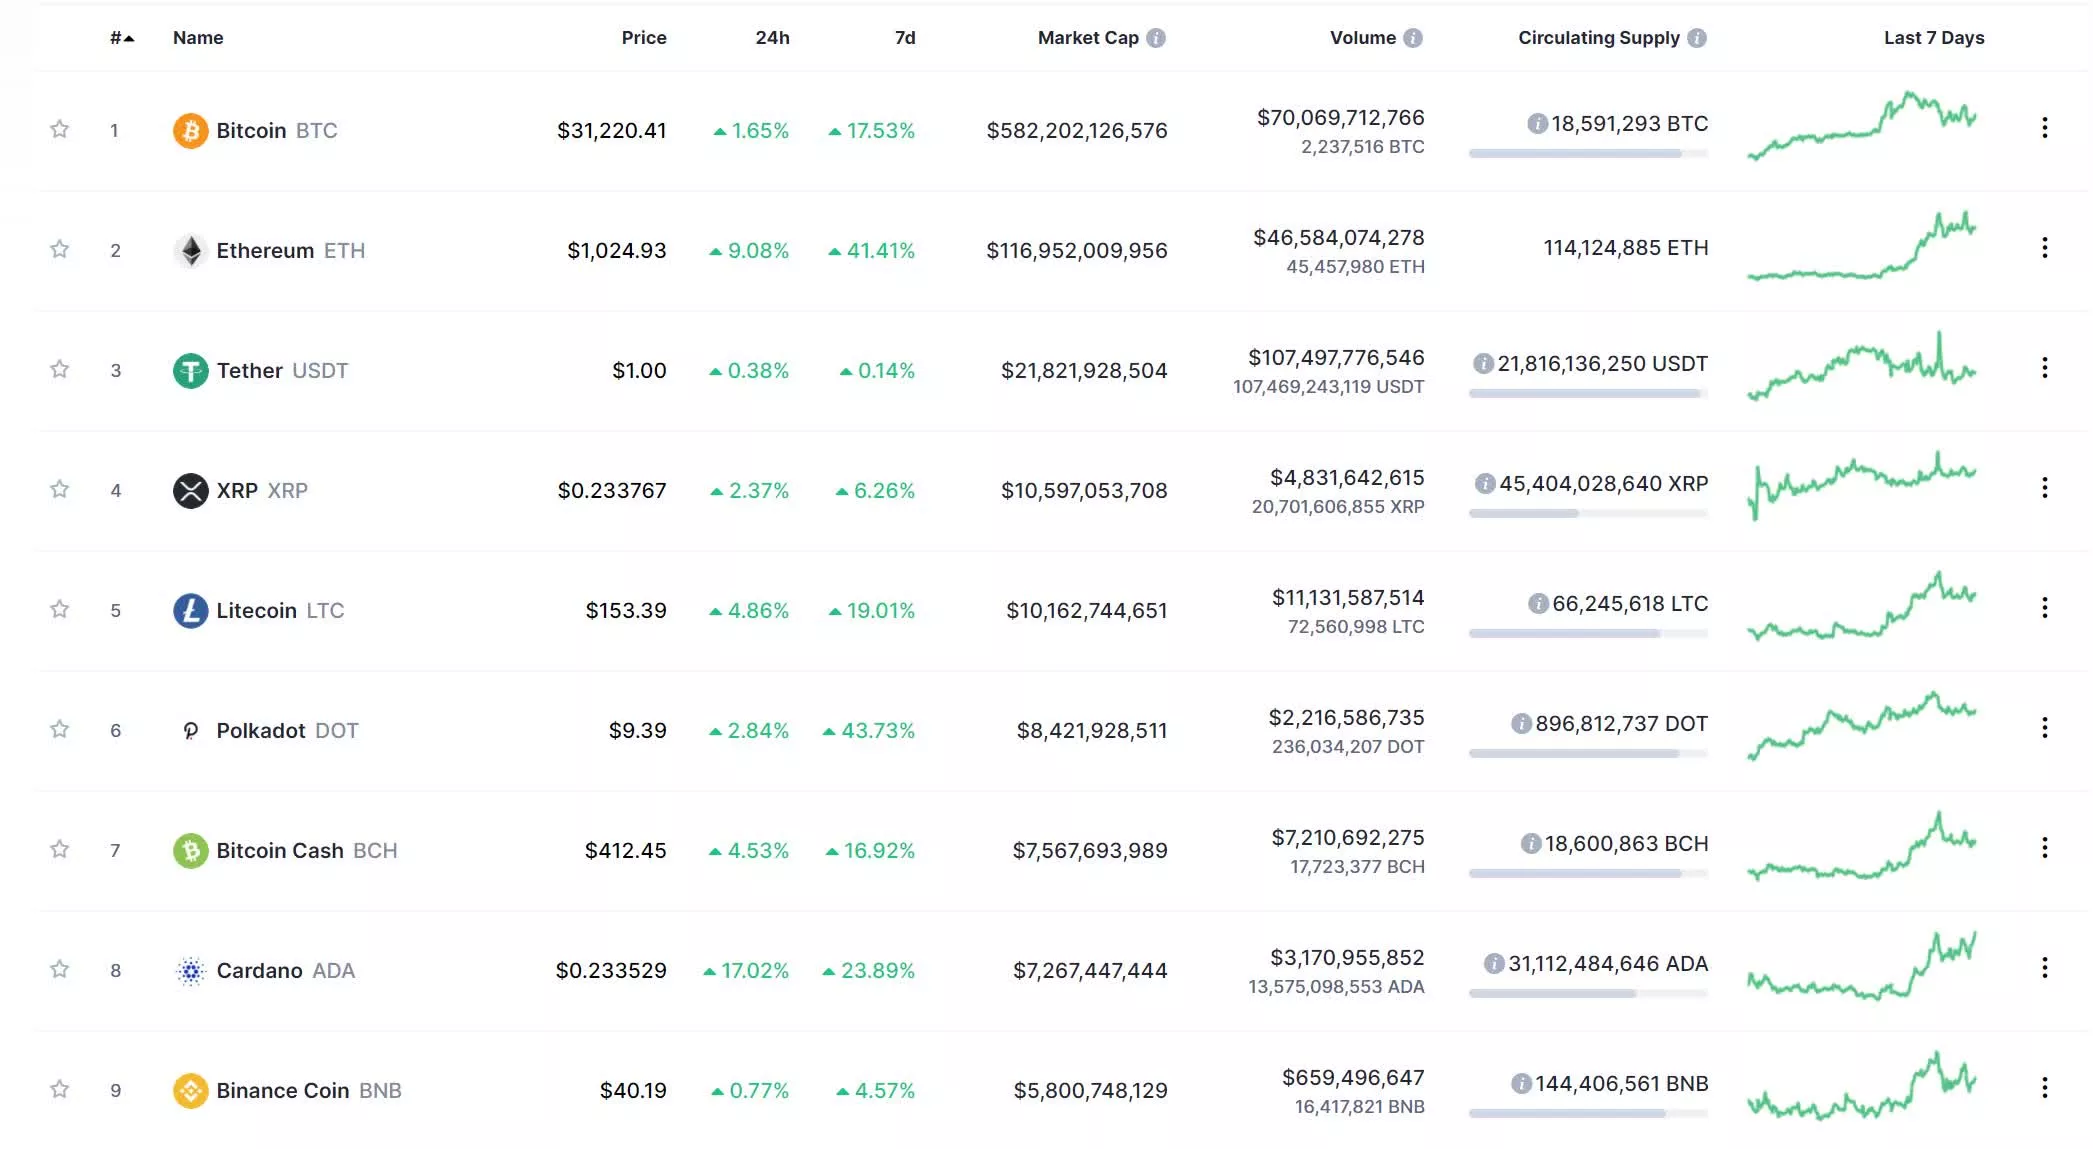 # Name Price 24h 7d Market Cap Volume Circulating Supply Last 7 Days
1 Bitcoin BTC $31,220.41 1.65% 17.53% $582,202,126,576 $70,069,712,766 18,591,293 BTC
2,237,516 BTC
2 Ethereum ETH $1,024.93 9.08% 41.41% $116,952,009,956 $46,584,074,278 114,124,885 ETH
45,457,980 ETH
3 Tether USDT $1.00 0.38% 0.14% $21,821,928,504 $107,497,776,546 21,816,136,250 USDT
107,469,243,119 USDT
4 XRP XRP $0.233767 2.37% 6.26% $10,597,053,708 $4,831,642,615 45,404,028,640 XRP
20,701,606,855 XRP
5 Litecoin LTC $153.39 4.86% 19.01% $10,162,744,651 $11,131,587,514 66,245,618 LTC
72,560,998 LTC
6 Polkadot DOT $9.39 2.84% 43.73% $8,421,928,511 $2,216,586,735 896,812,737 DOT
236,034,207 DOT
7 Bitcoin Cash BCH $412.45 4.53% 16.92% $7,567,693,989 $7,210,692,275 18,600,863 BCH
17,723,377 BCH
8 Cardano ADA $0.233529 17.02% 23.89% $7,267,447,444 $3,170,955,852 31,112,484,646 ADA
13,575,098,553 ADA
9 Binance Coin BNB $40.19 0.77% 4.57% $5,800,748,129 $659,496,647 144,406,561 BNB
16,417,821 BNB